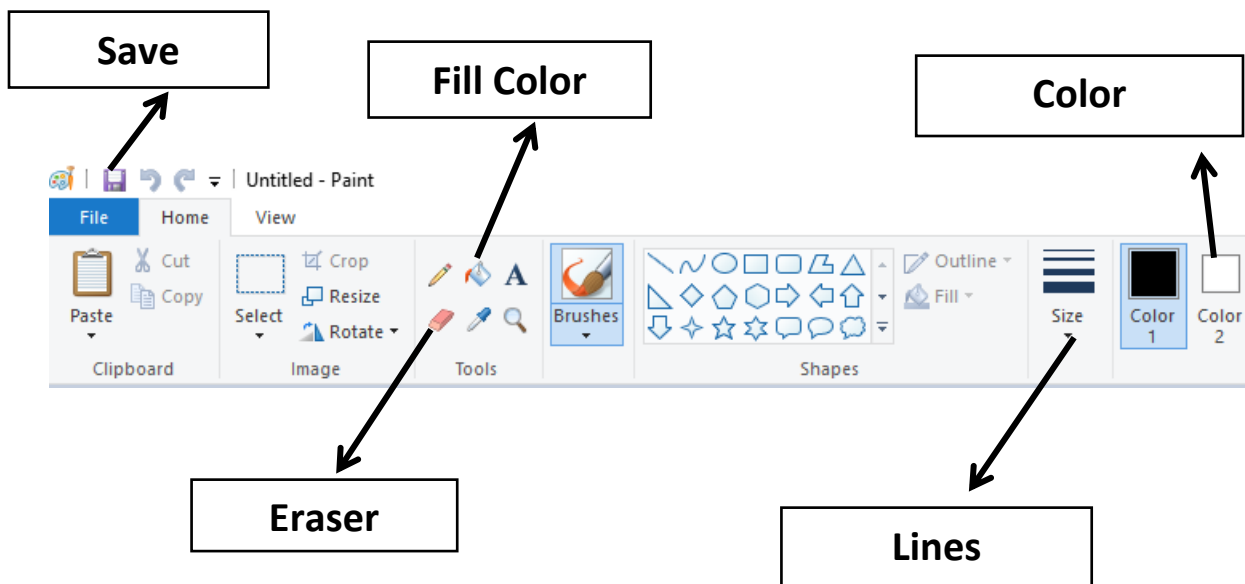 Save
Fill Color
Color
Untitled - Paint
File Home View
Cut Crop A Outline
Copy Resize Fill
Paste Select Rotate Brushes Size Color 1 Color 2
Clipboard Image Tools Shapes
Eraser
Lines